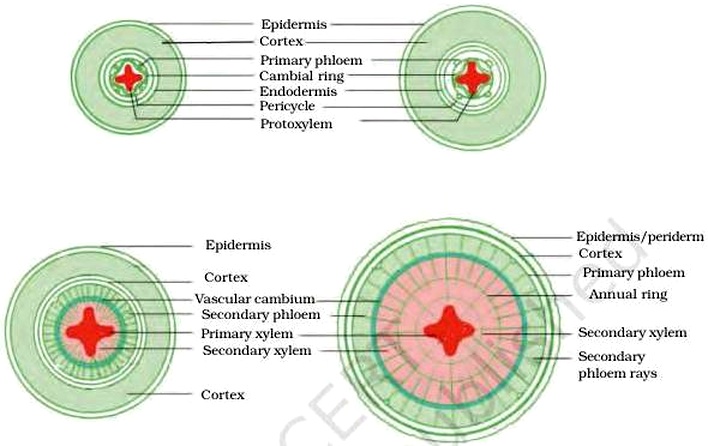 Epidermis
Cortex
Primary phloem
Cambial ring
Endodermis
Pericycle
Protoxylem
Epidermis
Cortex
Vascular cambium
Secondary phloem
Primary xylem
Secondary xylem
Cortex
Epidermis/periderm
Cortex
Primary phloem
Annual ring
Secondary xylem
Secondary
phloem rays